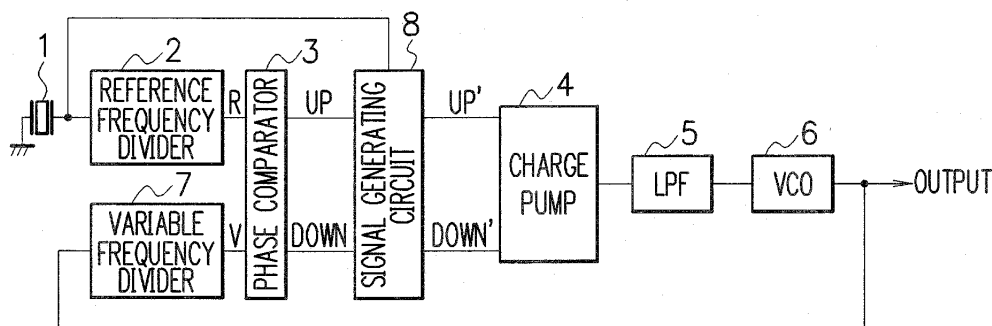 1
2
REFERENCE
FREQUENCY
DIVIDER
R
3
PHASE COMPARATOR
UP
8
SIGNAL GENERATING
CIRCUIT
UP'
4
CHARGE
PUMP
5
LPF
6
VCO
OUTPUT
7
VARIABLE
FREQUENCY
DIVIDER
V
DOWN
DOWN'